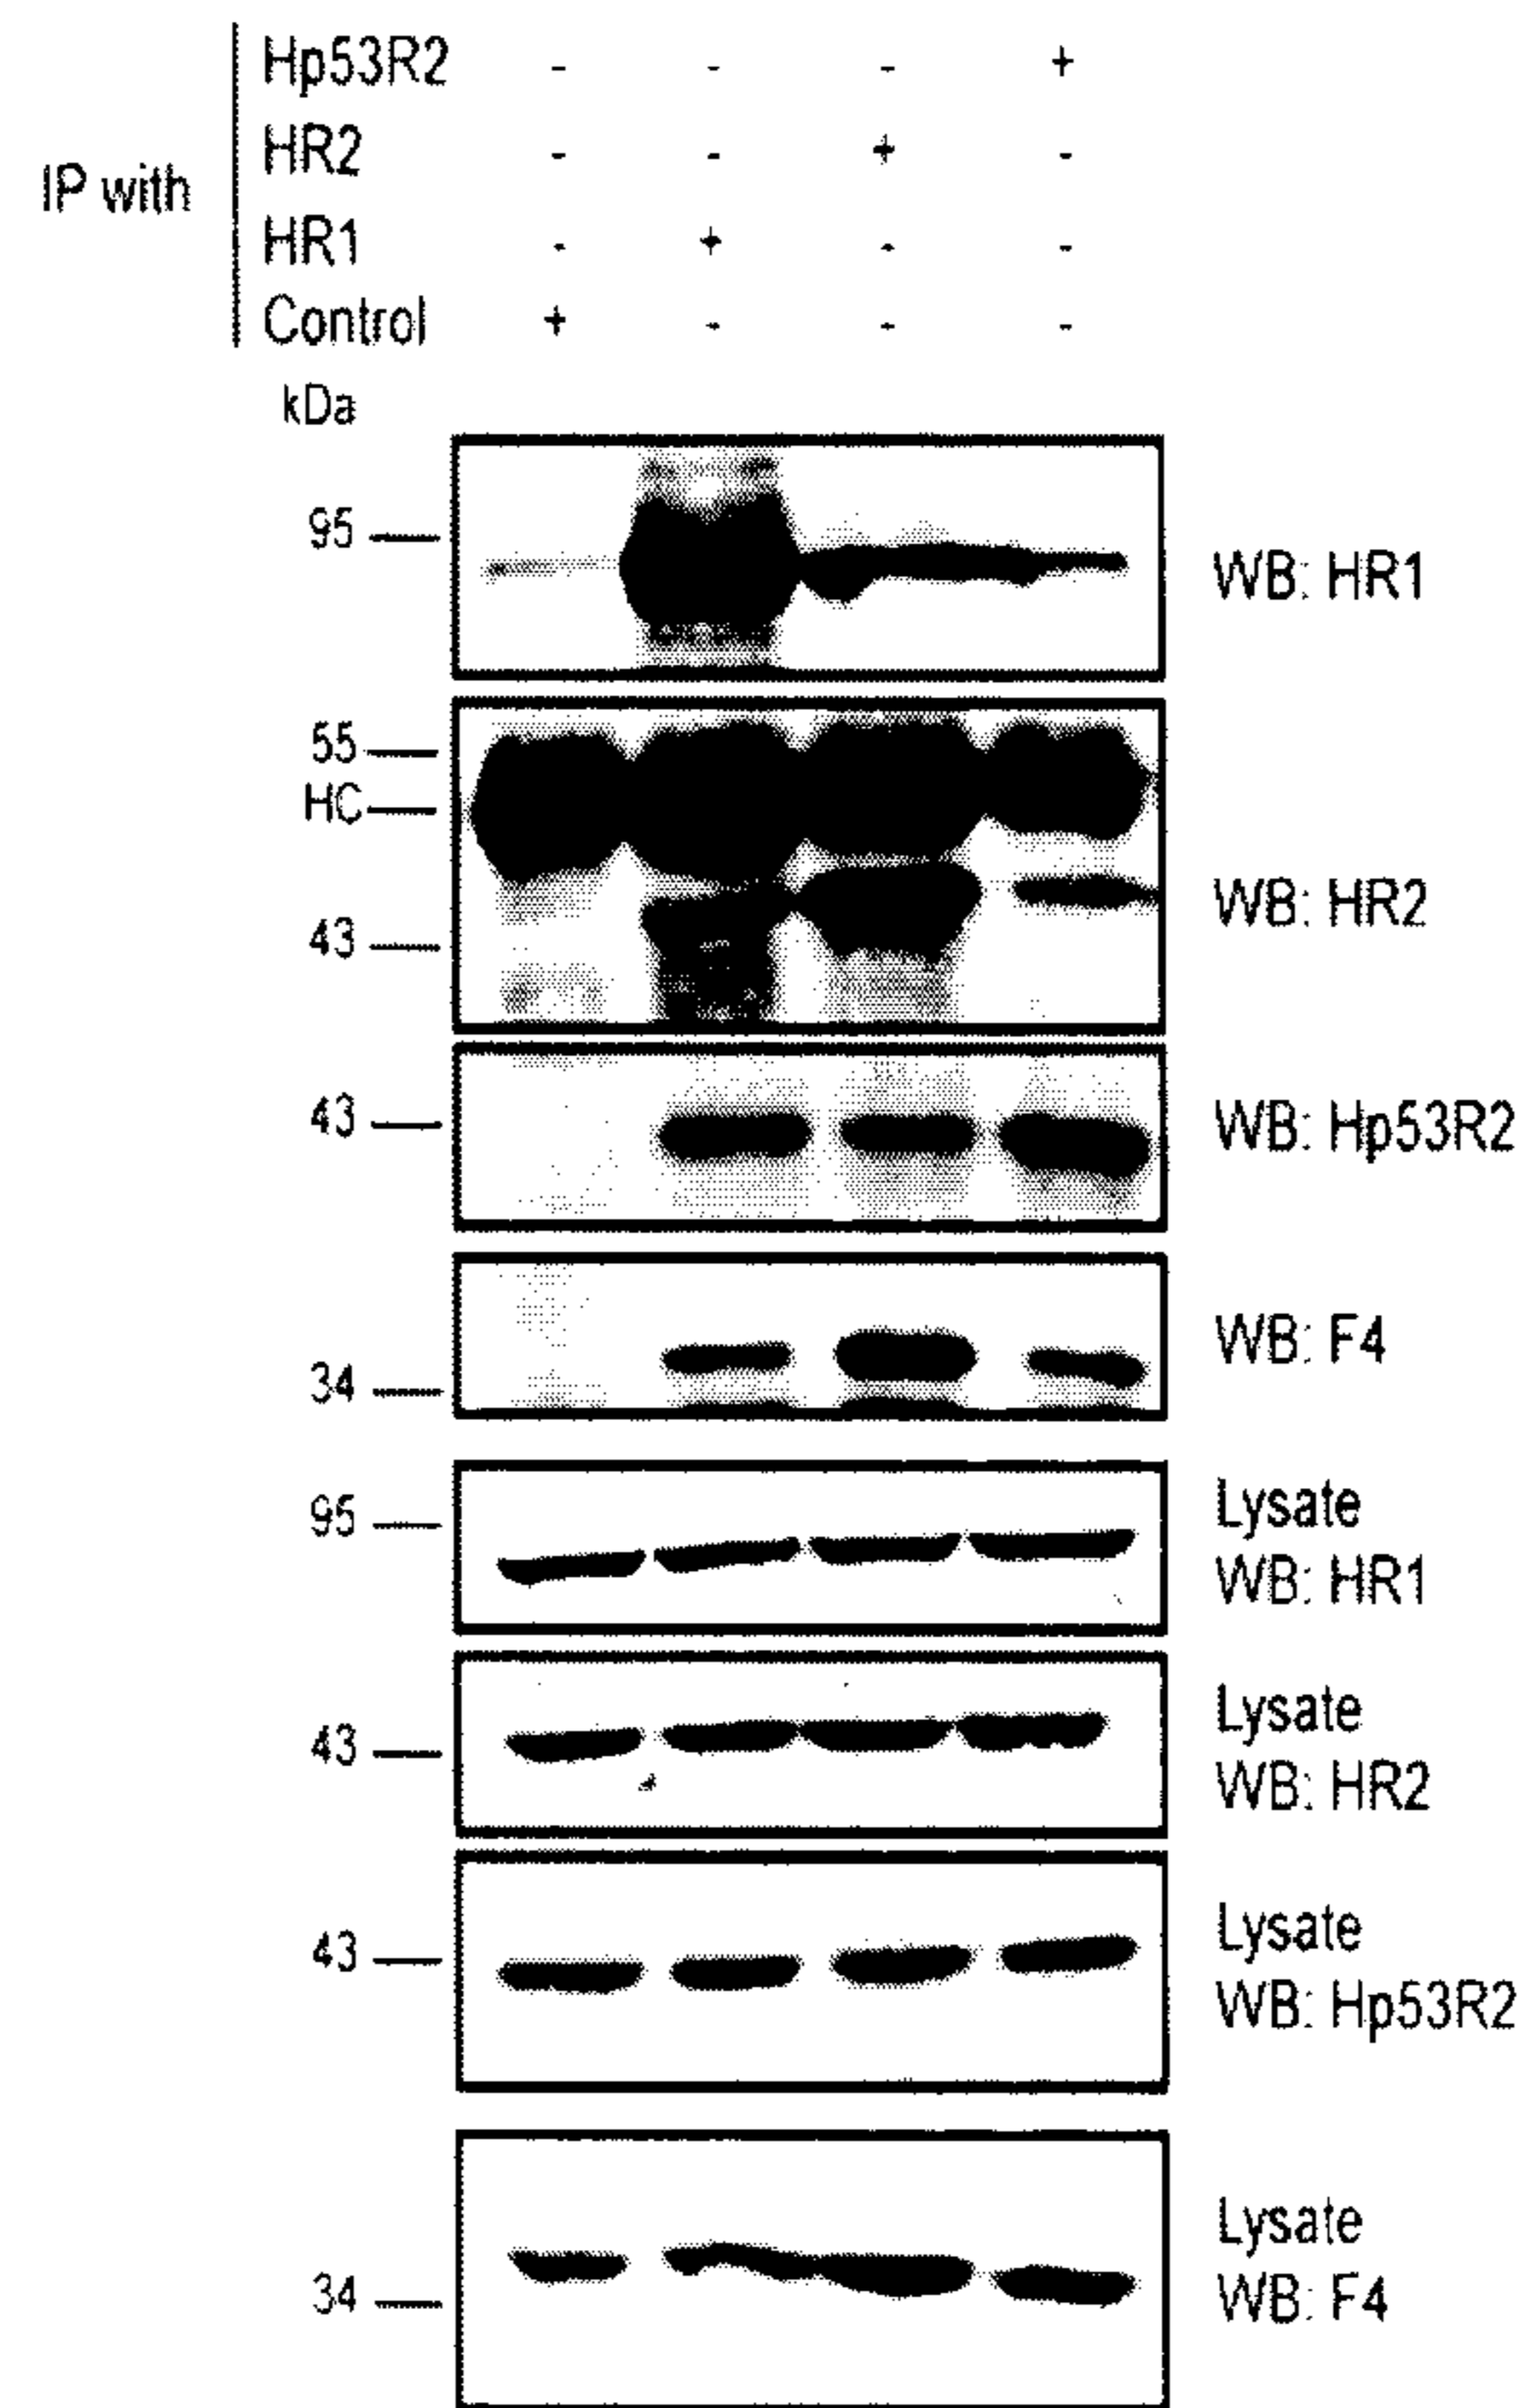 Hp53R2 - - - +
HR2 - - + -
IP with
HR1 - + - -
Control + - - -
kDa
95
WB: HR1
55
HC
WB: HR2
43
43
WB: Hp53R2
WB: F4
34
95
Lysate
WB: HR1
Lysate
43
WB: HR2
Lysate
43
WB: Hp53R2
Lysate
34
WB: F4